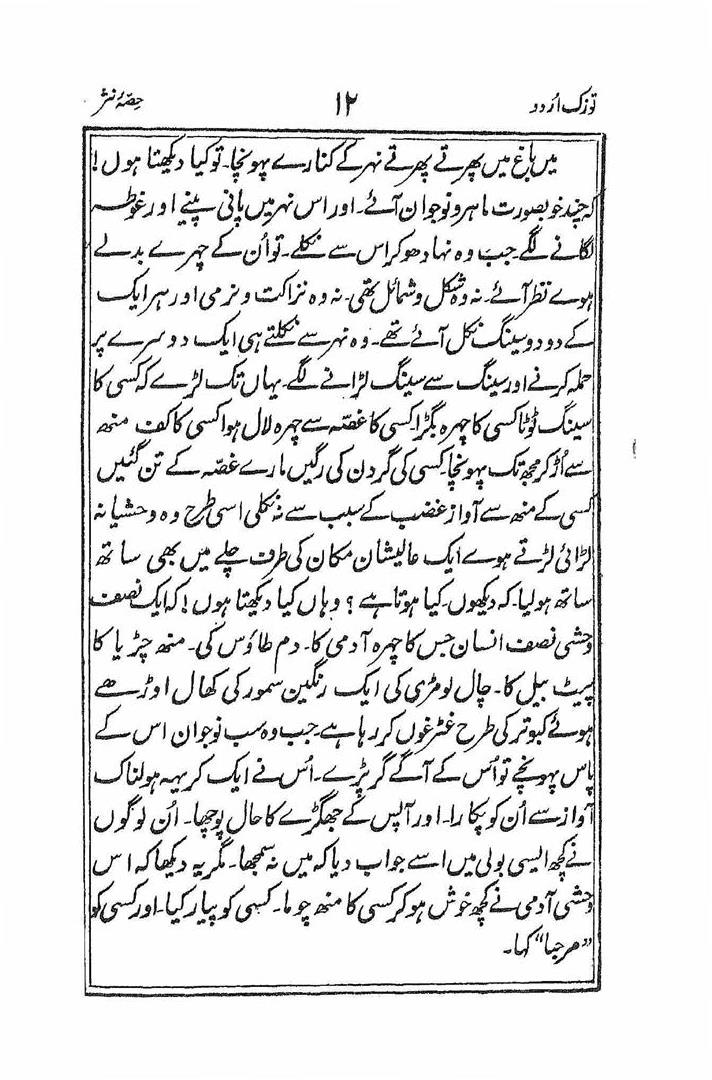 توزک اردو ۱۲ حصۂ نثر
میں باغ میں پھرتے پھرتے نہر کے کنارے پہونچا۔ تو کیا دیکھتا ہوں!
کہ چند خوبصورت ماہرو نوجوان آئے۔ اور اس نہر میں پانی پینے اور غوطہ
لگانے لگے۔ جب وہ نہا دھو کر اس سے نکلے۔ تو اُن کے چہرے بدلے
ہوے نظر آئے۔ نہ وہ شکل و شمائل تھی۔ نہ وہ نزاکت و نرمی اور ہر ایک
کے دو دو سینگ نکل آئے تھے۔ وہ نہر سے نکلتے ہی ایک دوسرے پر
حملہ کرنے اور سینگ سے سینگ لڑانے لگے۔ یہاں تک لڑے کہ کسی کا
سینگ ٹوٹا کسی کا چہرہ بگڑا کسی کا غصّہ سے چہرہ لال ہوا کسی کا کف منھ
سے اُڑ کر مجھ تک پہونچا۔ کسی کی گردن کی رگیں مارے غصّہ کے تن گئیں
کسی کے منھ سے آواز غضب کے سبب سے نہ نکلی اسی طرح وہ وحشیانہ
لڑائی لڑتے ہوے ایک عالیشان مکان کی طرف چلے میں بھی ساتھ
ساتھ ہو لیا۔ کہ دیکھوں۔ کیا ہوتا ہے؟ وہاں کیا دیکھتا ہوں! کہ ایک نصف
وحشی نصف انسان جس کا چہرہ آدمی کا۔ دم طاؤس کی۔ منھ چڑیا کا
پیٹ بیل کا۔ چال لومڑی کی ایک رنگین سمور کی کھال اوڑھے
ہوئے کبوتر کی طرح غٹرغوں کر رہا ہے۔ جب وہ سب نوجوان اس کے
پاس پہونچے تو اُس کے آگے گر پڑے۔ اُس نے ایک کریہہ ہولناک
آواز سے اُن کو پکارا۔ اور آپس کے جھگڑے کا حال پوچھا۔ اُن لوگوں
نے کچھ ایسی بولی میں اسے جواب دیا کہ میں نہ سمجھا۔ مگر یہ دیکھا کہ اس
وحشی آدمی نے کچھ خوش ہو کر کسی کا منھ چوما۔ کسی کو پیار کیا۔ اور کسی کو
"مرحبا" کہا۔